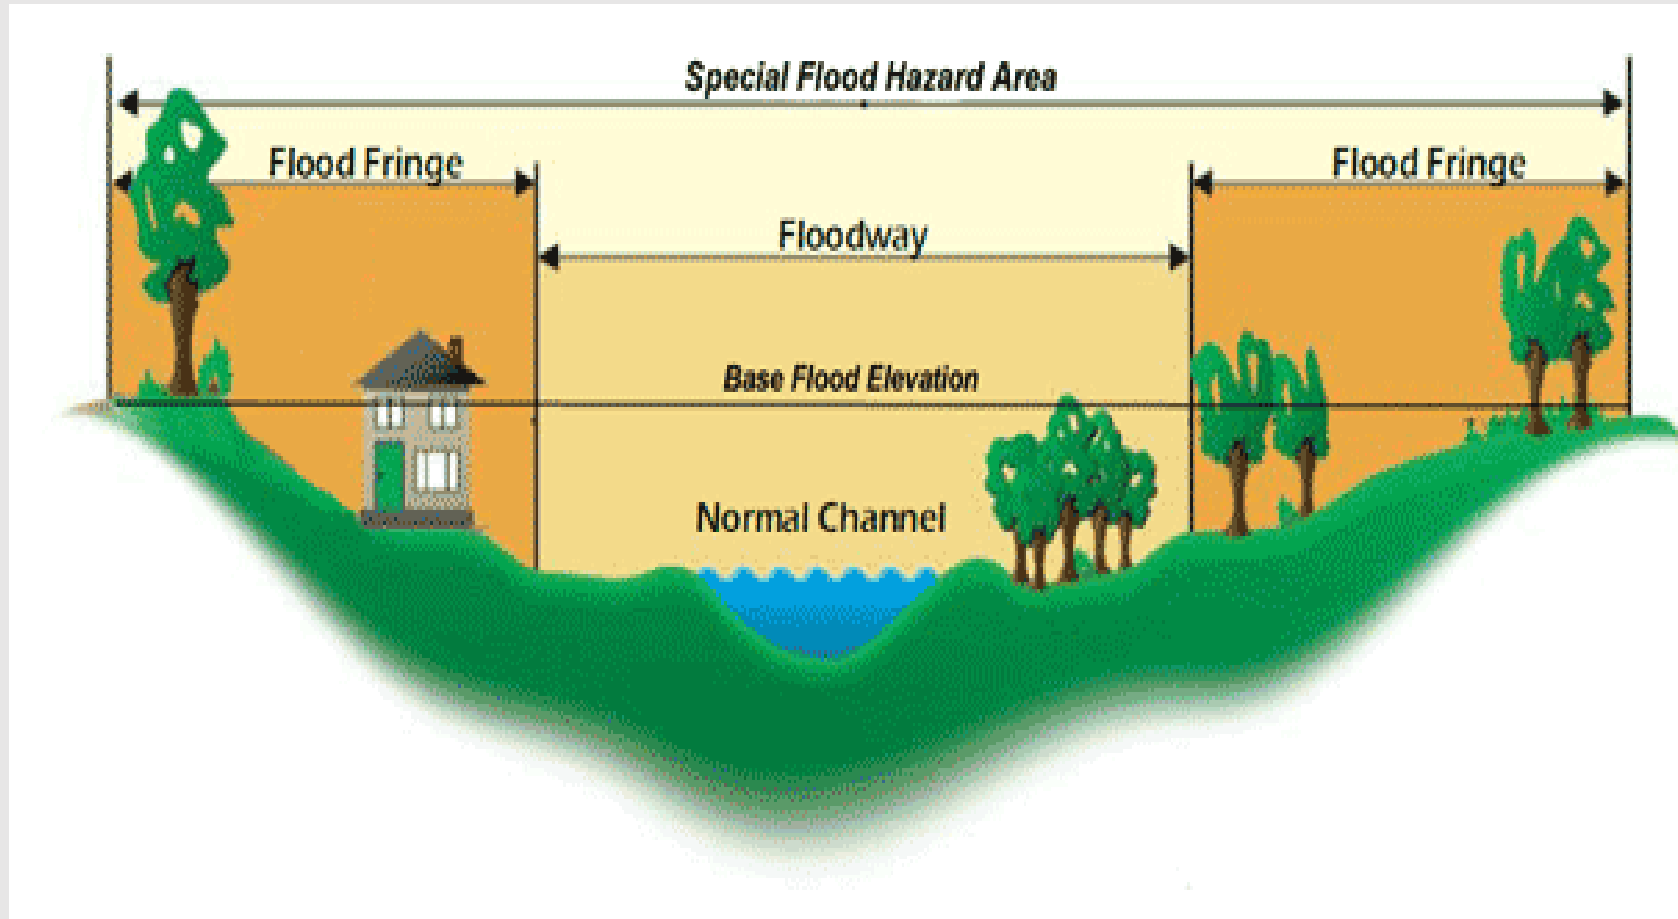 Special Flood Hazard Area
Flood Fringe
Flood Fringe
Floodway
Base Flood Elevation
Normal Channel